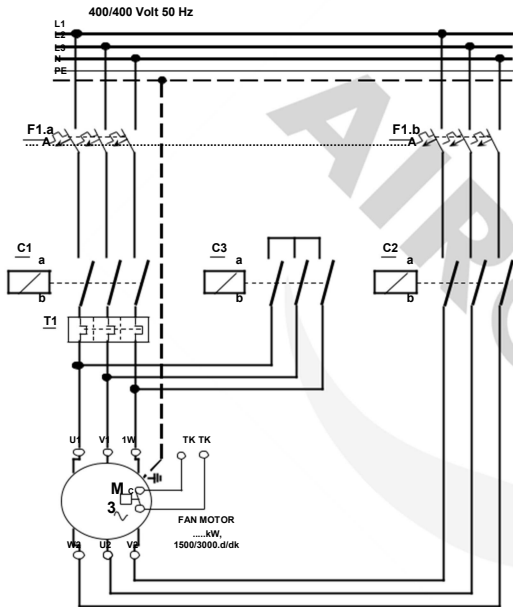 400/400 Volt 50 Hz
L1
L2
L3
N
PE
F1.a
A
F1.b
A
C1
a
b
C3
a
b
C2
a
b
T1
U1 V1 1W
TK TK
M
C
3
FAN MOTOR
.....kW,
1500/3000.d/dk
W2 U2 V2